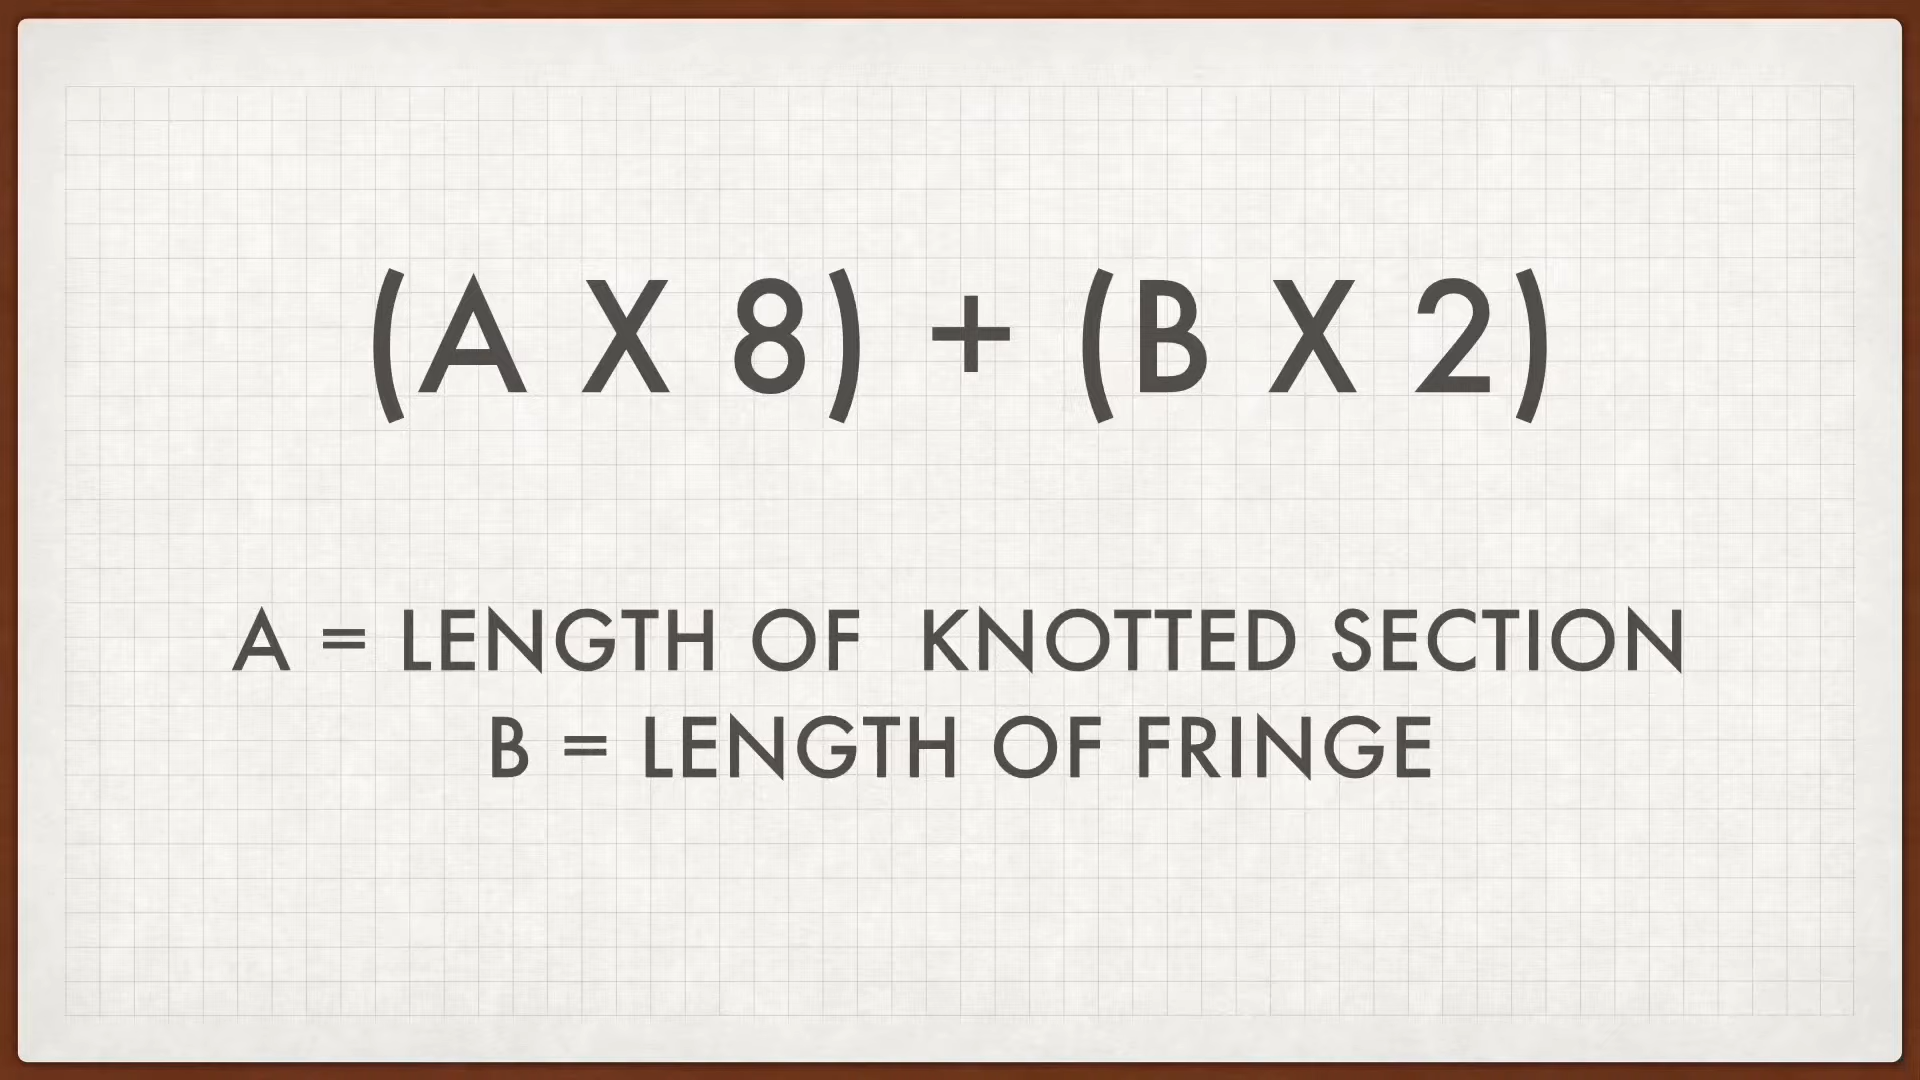 (A X 8) + (B X 2)
A = LENGTH OF KNOTTED SECTION
B = LENGTH OF FRINGE